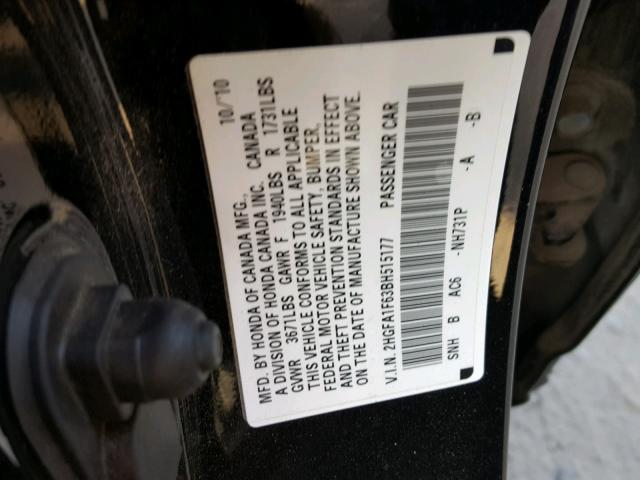 MFD. BY HONDA OF CANADA MFG., 10/10
A DIVISION OF HONDA CANADA INC. CANADA
GVWR 3671LBS GAWR F 1940LBS R 1731LBS
THIS VEHICLE CONFORMS TO ALL APPLICABLE
FEDERAL MOTOR VEHICLE SAFETY, BUMPER,
AND THEFT PREVENTION STANDARDS IN EFFECT
ON THE DATE OF MANUFACTURE SHOWN ABOVE.
V.I.N. 2HGFA1F63BH515177 PASSENGER CAR
SNH B AC6 -NH731P -A -B